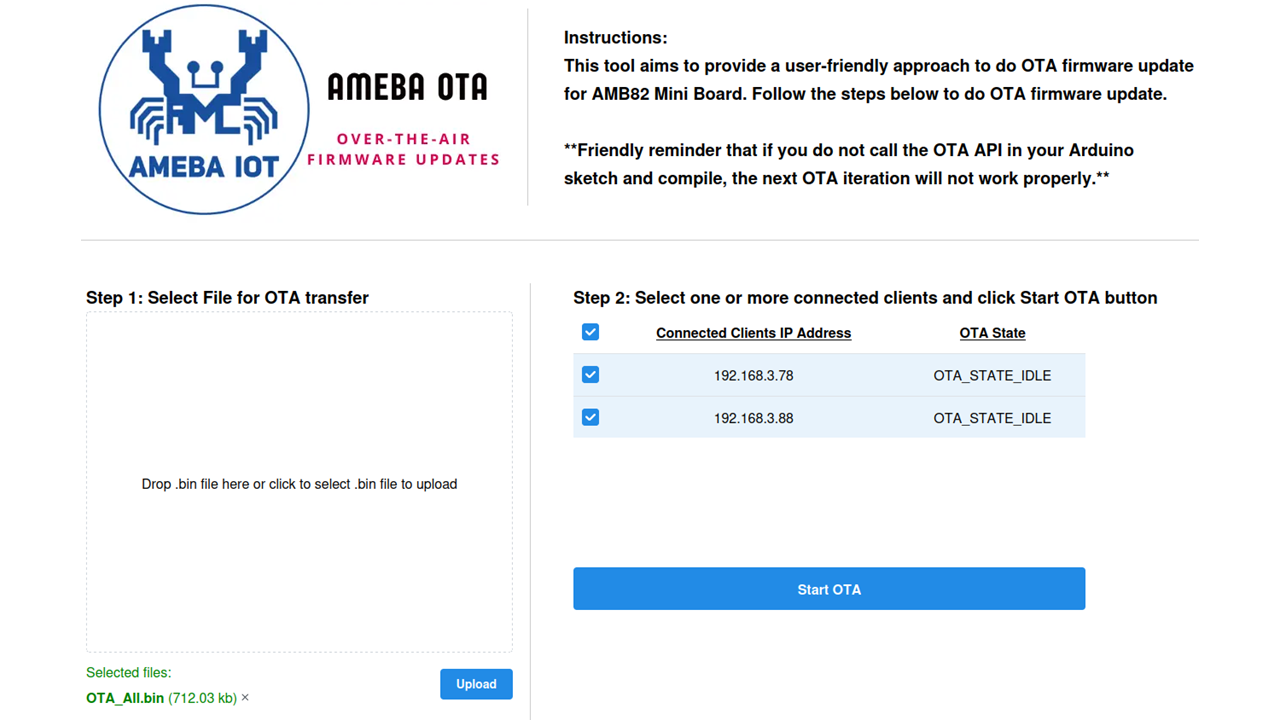 AMEBA IOT
AMEBA OTA
OVER-THE-AIR
FIRMWARE UPDATES
Instructions:
This tool aims to provide a user-friendly approach to do OTA firmware update
for AMB82 Mini Board. Follow the steps below to do OTA firmware update.
**Friendly reminder that if you do not call the OTA API in your Arduino
sketch and compile, the next OTA iteration will not work properly.**
Step 1: Select File for OTA transfer
Drop .bin file here or click to select .bin file to upload
Selected files:
OTA_All.bin (712.03 kb) ×
Upload
Step 2: Select one or more connected clients and click Start OTA button
Connected Clients IP Address OTA State
192.168.3.78 OTA_STATE_IDLE
192.168.3.88 OTA_STATE_IDLE
Start OTA